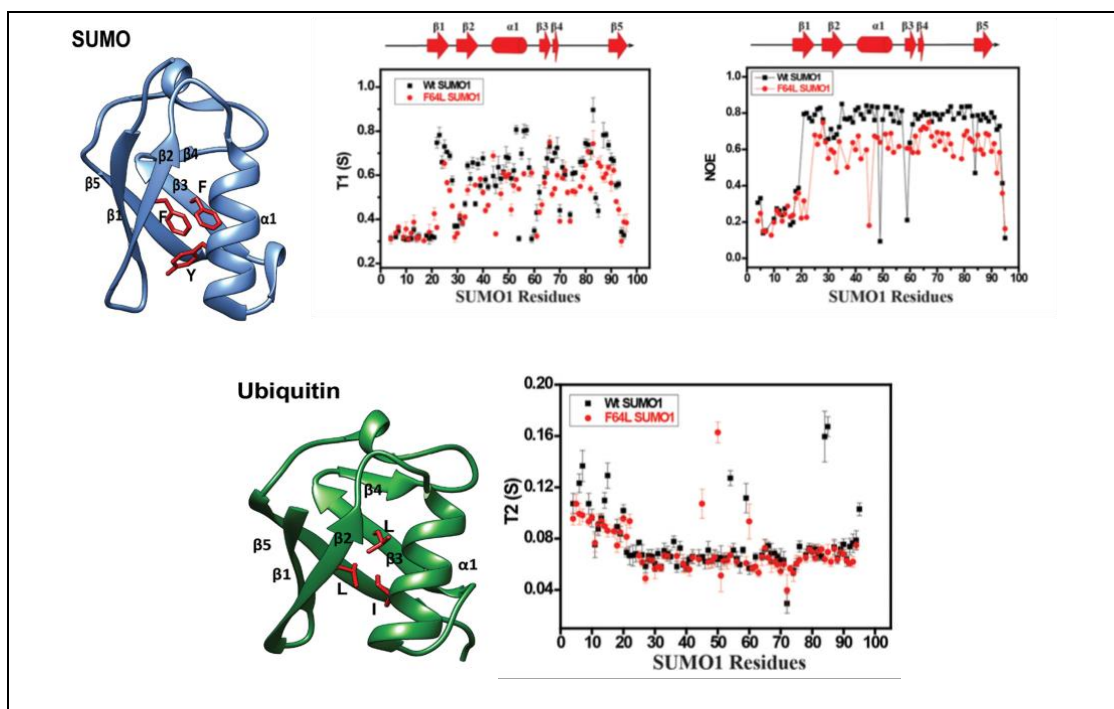 SUMO
β2
β4
β5
β3
F
β1
F
α1
Y
β1
β2
α1
β3
β4
β5
Wt SUMO1
F64L SUMO1
T1 (S)
1.0
0.8
0.6
0.4
0.2
0 10 20 30 40 50 60 70 80 90 100
SUMO1 Residues
β1
β2
α1
β3
β4
β5
Wt SUMO1
F64L SUMO1
NOE
1.0
0.8
0.6
0.4
0.2
0.0
0 10 20 30 40 50 60 70 80 90 100
SUMO1 Residues
Ubiquitin
β4
β5
β2
L
β3
β1
α1
L
I
Wt SUMO1
F64L SUMO1
T2 (S)
0.20
0.16
0.12
0.08
0.04
0 10 20 30 40 50 60 70 80 90 100
SUMO1 Residues